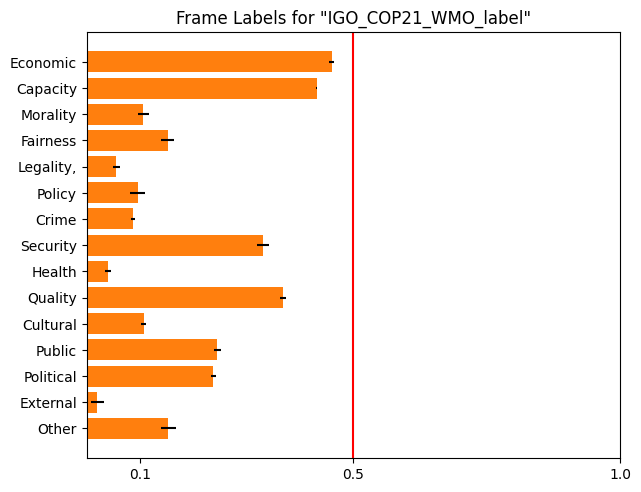 Frame Labels for "IGO_COP21_WMO_label"
Economic
Capacity
Morality
Fairness
Legality,
Policy
Crime
Security
Health
Quality
Cultural
Public
Political
External
Other
0.1 0.5 1.0